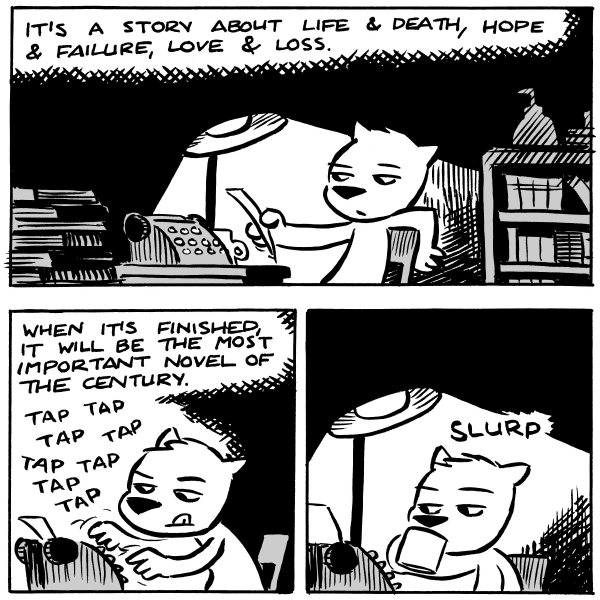 IT'S A STORY ABOUT LIFE & DEATH, HOPE
& FAILURE, LOVE & LOSS.
WHEN IT'S FINISHED,
IT WILL BE THE MOST
IMPORTANT NOVEL OF
THE CENTURY.
TAP TAP
TAP TAP
TAP TAP
TAP
TAP
SLURP